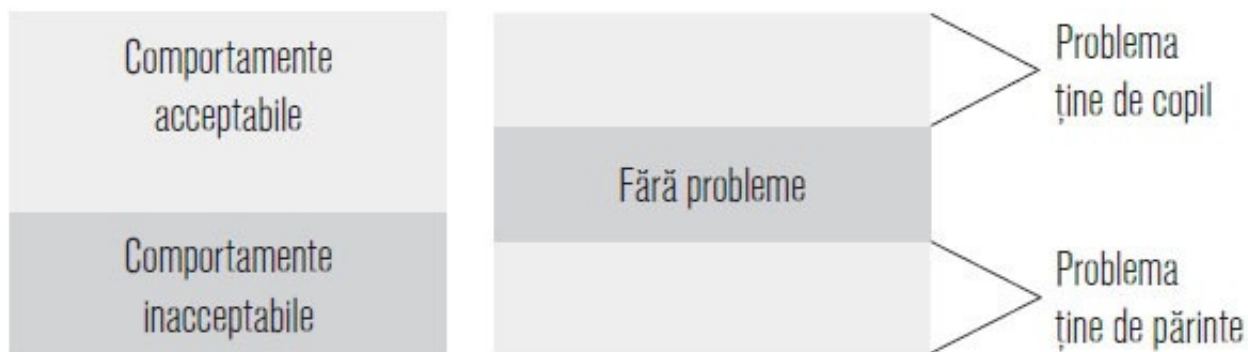 Comportamente
acceptabile
Comportamente
inacceptabile
Fără probleme
Problema
ține de copil
Problema
ține de părinte